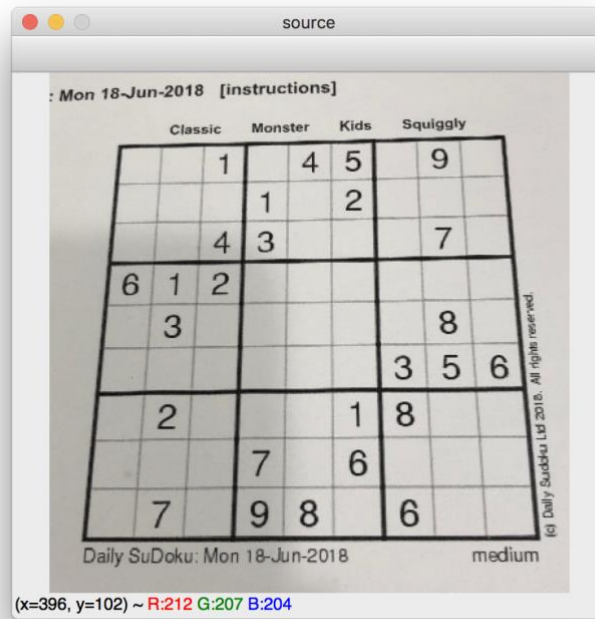 source
: Mon 18-Jun-2018 [instructions]
Classic Monster Kids Squiggly
1 4 5 9
1 2
4 3 7
6 1 2
3 8
3 5 6
2 1 8
7 6
7 9 8 6
Daily SuDoku: Mon 18-Jun-2018 medium
(c) Daily Sudoku Ltd 2018. All rights reserved.
(x=396, y=102) ~ R:212 G:207 B:204